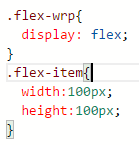 .flex-wrp{
display: flex;
}
.flex-item{
width:100px;
height:100px;
}